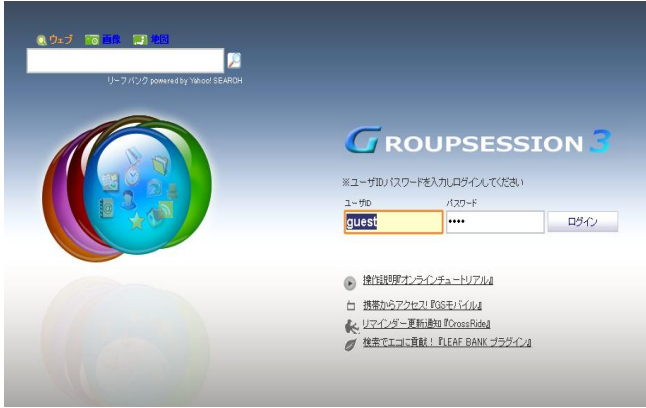 ウェブ 画像 地図
リーフバンク powered by Yahoo! SEARCH
GROUPSESSION 3
※ユーザID,パスワードを入力しログインしてください
ユーザID パスワード
guest •••• ログイン
操作説明『オンラインチュートリアル』
携帯からアクセス!『GSモバイル』
リマインダー更新通知『CrossRide』
検索でエコに貢献!『LEAF BANK プラグイン』